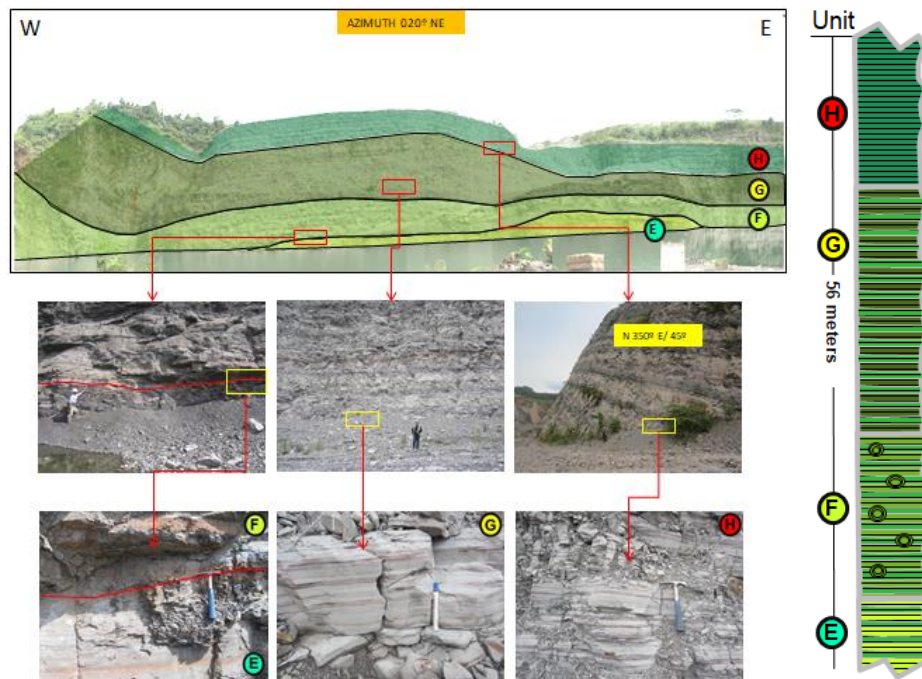 W
AZIMUTH 020º NE
E
Unit
H
H
G
F
E
G
56 meters
N 350º E/ 45º
F
E
G
H
F
E